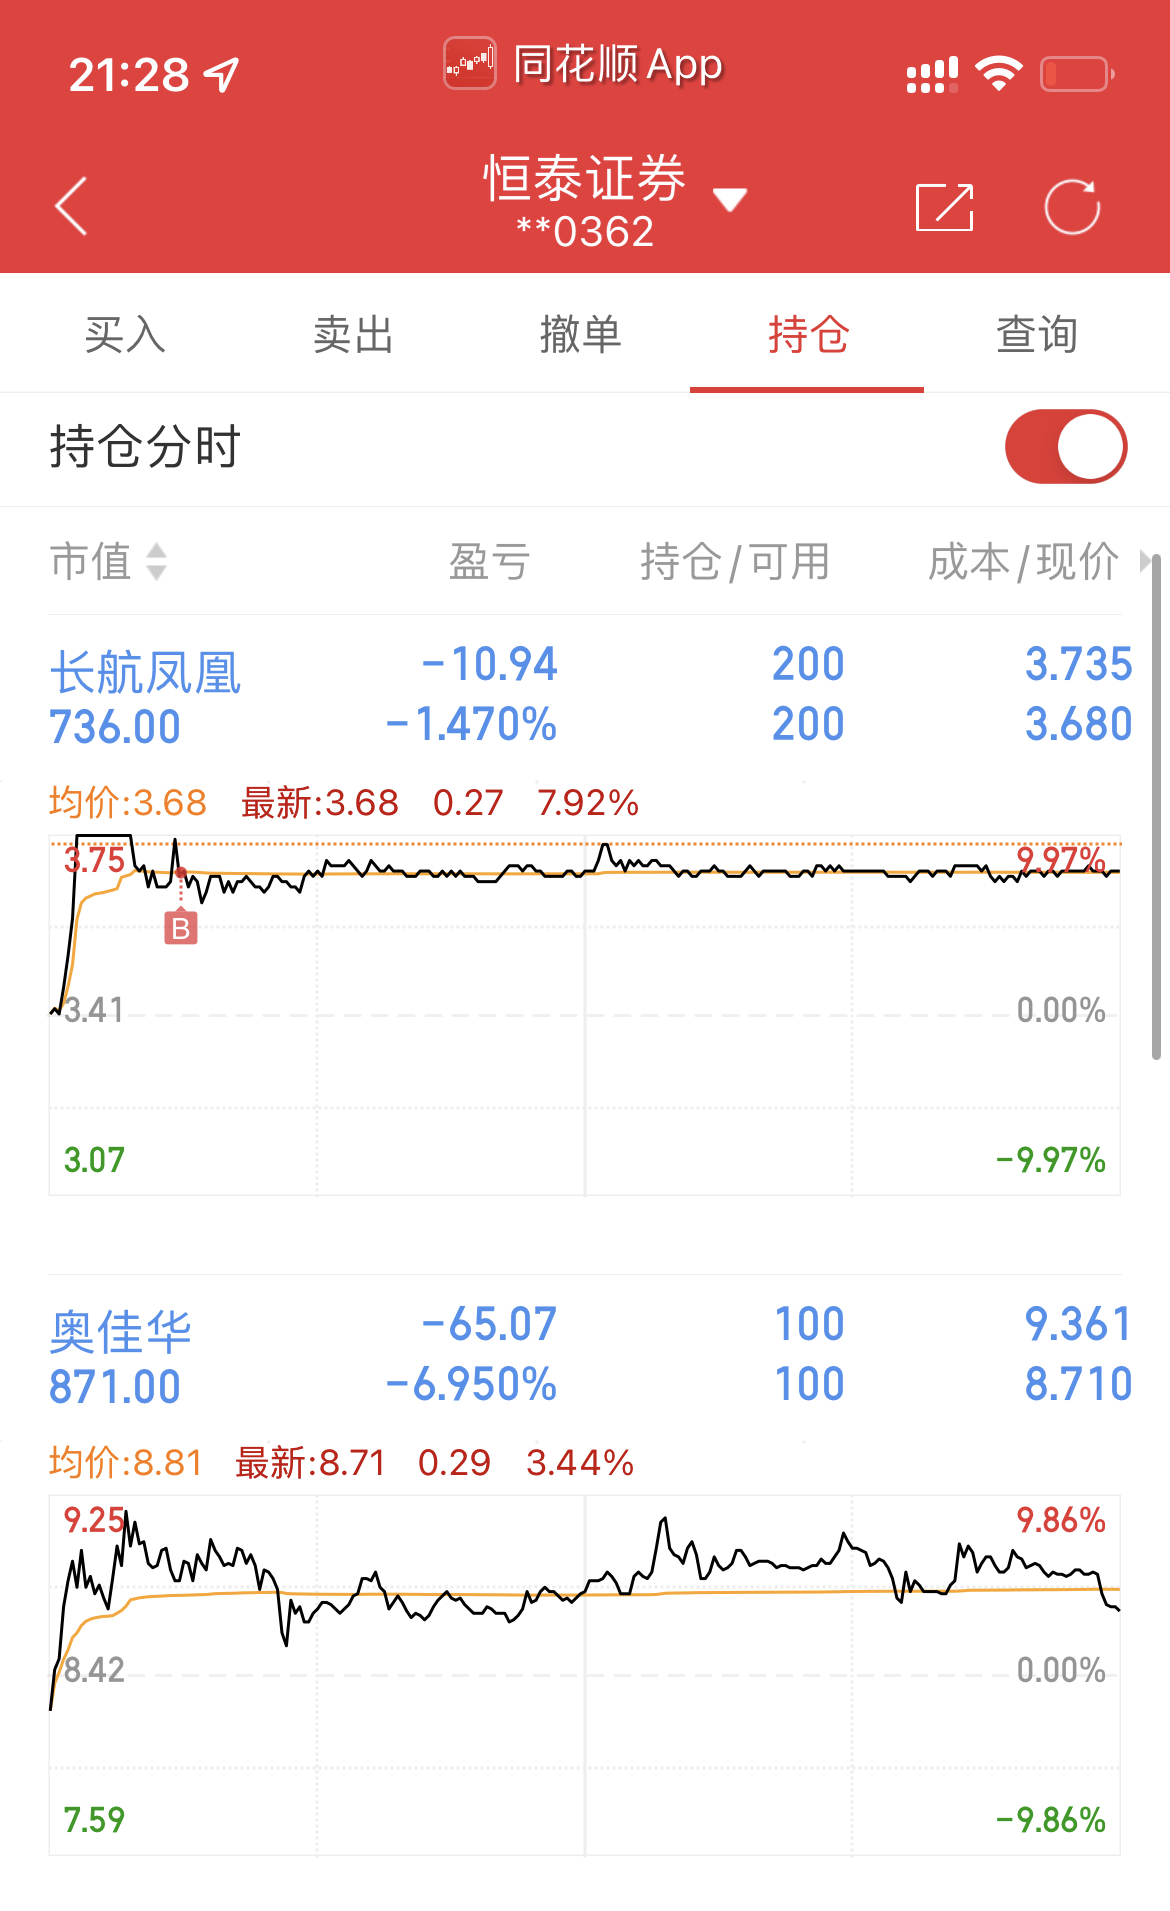 21:28 同花顺 App
恒泰证券
**0362
买入 卖出 撤单 持仓 查询
持仓分时
市值 盈亏 持仓/可用 成本/现价
长航凤凰 -10.94 200 3.735
736.00 -1.470% 200 3.680
均价:3.68 最新:3.68 0.27 7.92%
3.75 9.97%
B
3.41 0.00%
3.07 -9.97%
奥佳华 -65.07 100 9.361
871.00 -6.950% 100 8.710
均价:8.81 最新:8.71 0.29 3.44%
9.25 9.86%
8.42 0.00%
7.59 -9.86%